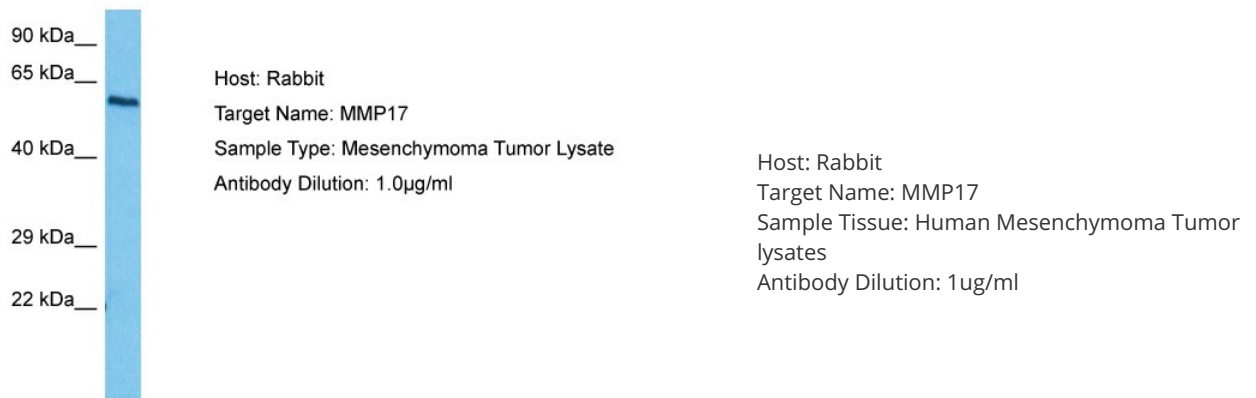 90 kDa__
65 kDa__
40 kDa__
29 kDa__
22 kDa__
Host: Rabbit
Target Name: MMP17
Sample Type: Mesenchymoma Tumor Lysate
Antibody Dilution: 1.0µg/ml
Host: Rabbit
Target Name: MMP17
Sample Tissue: Human Mesenchymoma Tumor
lysates
Antibody Dilution: 1ug/ml